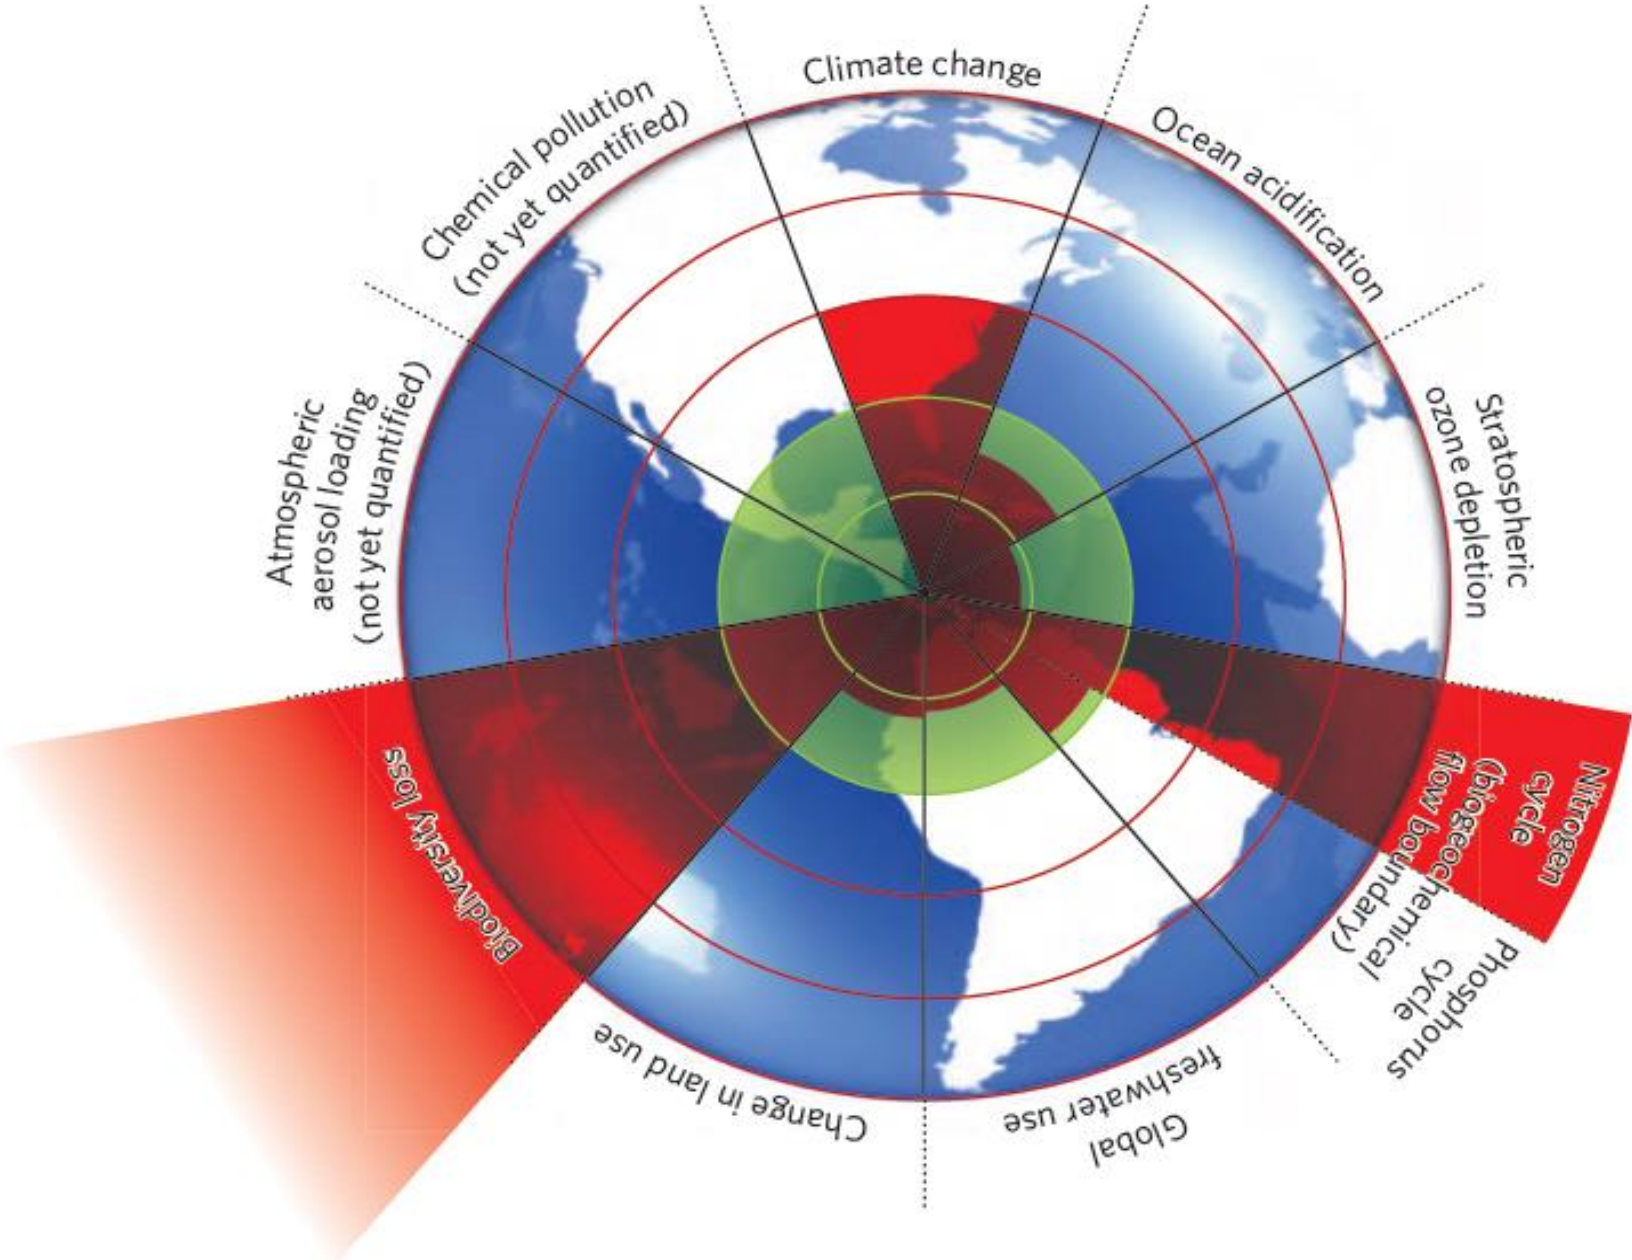 Climate change
Ocean acidification
Stratospheric
ozone depletion
Nitrogen
cycle
(biogeochemical
flow boundary)
Phosphorus
cycle
Global
freshwater use
Change in land use
Biodiversity loss
Atmospheric
aerosol loading
(not yet quantified)
Chemical pollution
(not yet quantified)